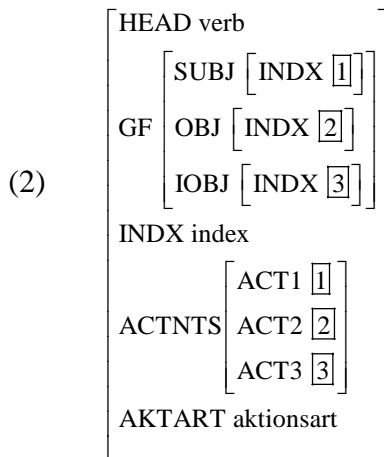 HEAD verb
SUBJ [INDX 1]
GF OBJ [INDX 2]
IOBJ [INDX 3]
(2)
INDX index
ACT1 1
ACTNTS ACT2 2
ACT3 3
AKTART aktionsart